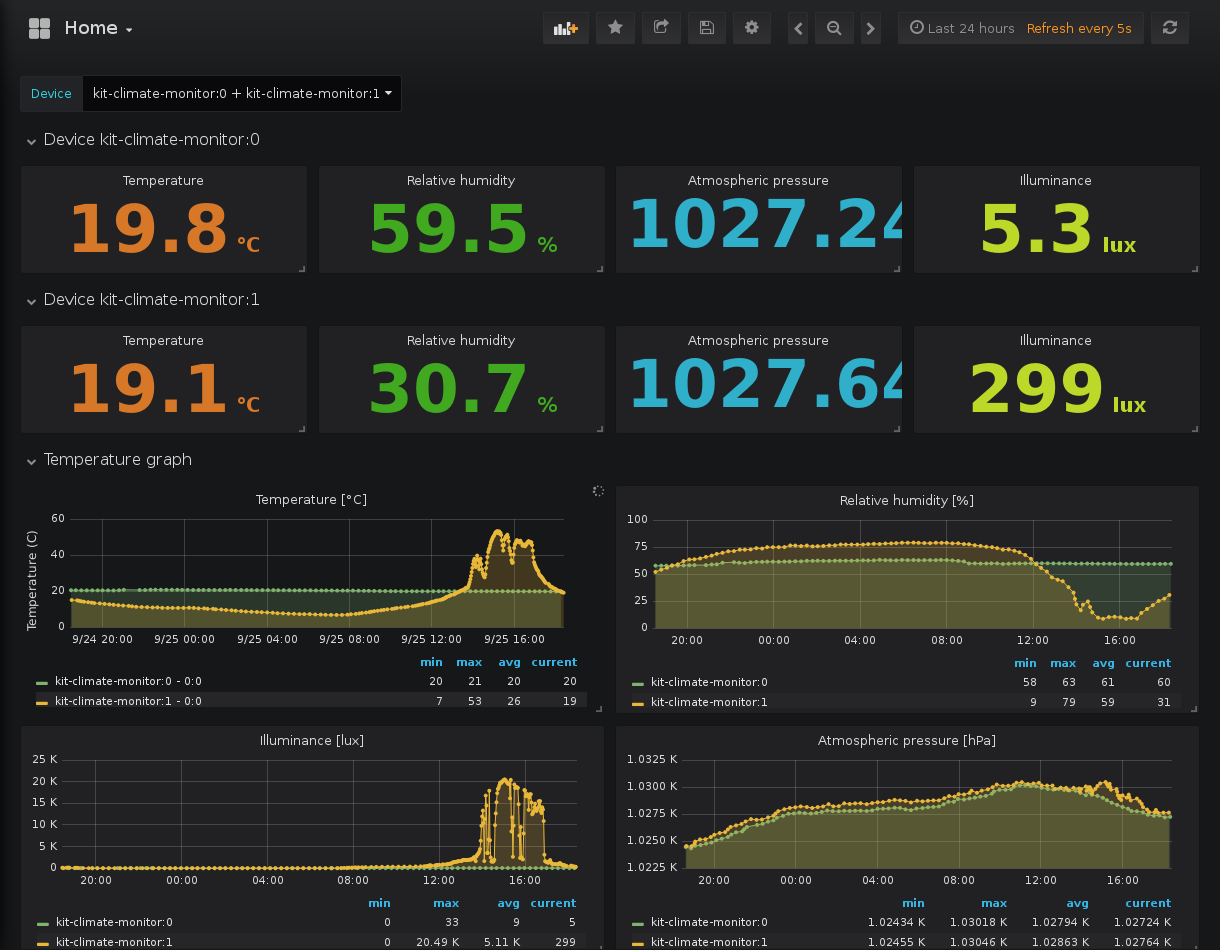 Home
Last 24 hours Refresh every 5s
Device kit-climate-monitor:0 + kit-climate-monitor:1
Device kit-climate-monitor:0
Temperature Relative humidity Atmospheric pressure Illuminance
19.8 °C 59.5 % 1027.24 5.3 lux
Device kit-climate-monitor:1
Temperature Relative humidity Atmospheric pressure Illuminance
19.1 °C 30.7 % 1027.64 299 lux
Temperature graph
Temperature [°C]
Temperature (C)
60
40
20
0
9/24 20:00 9/25 00:00 9/25 04:00 9/25 08:00 9/25 12:00 9/25 16:00
min max avg current
kit-climate-monitor:0 - 0:0 20 21 20 20
kit-climate-monitor:1 - 0:0 7 53 26 19
Relative humidity [%]
100
75
50
25
0
20:00 00:00 04:00 08:00 12:00 16:00
min max avg current
kit-climate-monitor:0 58 63 61 60
kit-climate-monitor:1 9 79 59 31
Illuminance [lux]
25 K
20 K
15 K
10 K
5 K
0
20:00 00:00 04:00 08:00 12:00 16:00
min max avg current
kit-climate-monitor:0 0 33 9 5
kit-climate-monitor:1 0 20.49 K 5.11 K 299
Atmospheric pressure [hPa]
1.0325 K
1.0300 K
1.0275 K
1.0250 K
1.0225 K
20:00 00:00 04:00 08:00 12:00 16:00
min max avg current
kit-climate-monitor:0 1.02434 K 1.03018 K 1.02794 K 1.02724 K
kit-climate-monitor:1 1.02455 K 1.03046 K 1.02863 K 1.02764 K